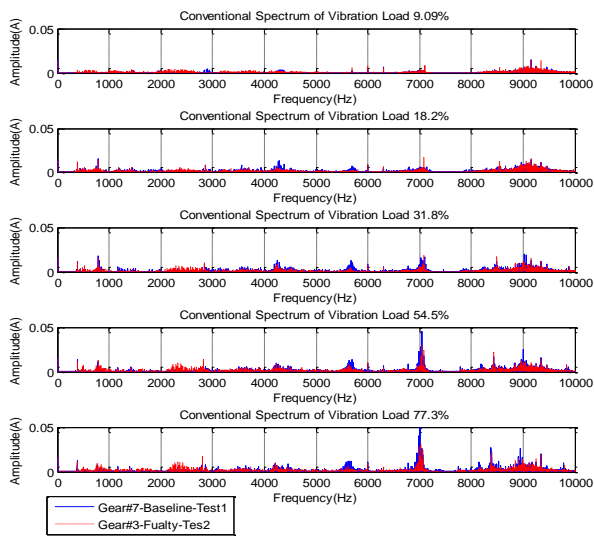 Conventional Spectrum of Vibration Load 9.09%
Amplitude(A)
0.05
0
0 1000 2000 3000 4000 5000 6000 7000 8000 9000 10000
Frequency(Hz)
Conventional Spectrum of Vibration Load 18.2%
Amplitude(A)
0.05
0
0 1000 2000 3000 4000 5000 6000 7000 8000 9000 10000
Frequency(Hz)
Conventional Spectrum of Vibration Load 31.8%
Amplitude(A)
0.05
0
0 1000 2000 3000 4000 5000 6000 7000 8000 9000 10000
Frequency(Hz)
Conventional Spectrum of Vibration Load 54.5%
Amplitude(A)
0.05
0
0 1000 2000 3000 4000 5000 6000 7000 8000 9000 10000
Frequency(Hz)
Conventional Spectrum of Vibration Load 77.3%
Amplitude(A)
0.05
0
0 1000 2000 3000 4000 5000 6000 7000 8000 9000 10000
Frequency(Hz)
Gear#7-Baseline-Test1
Gear#3-Fualty-Tes2